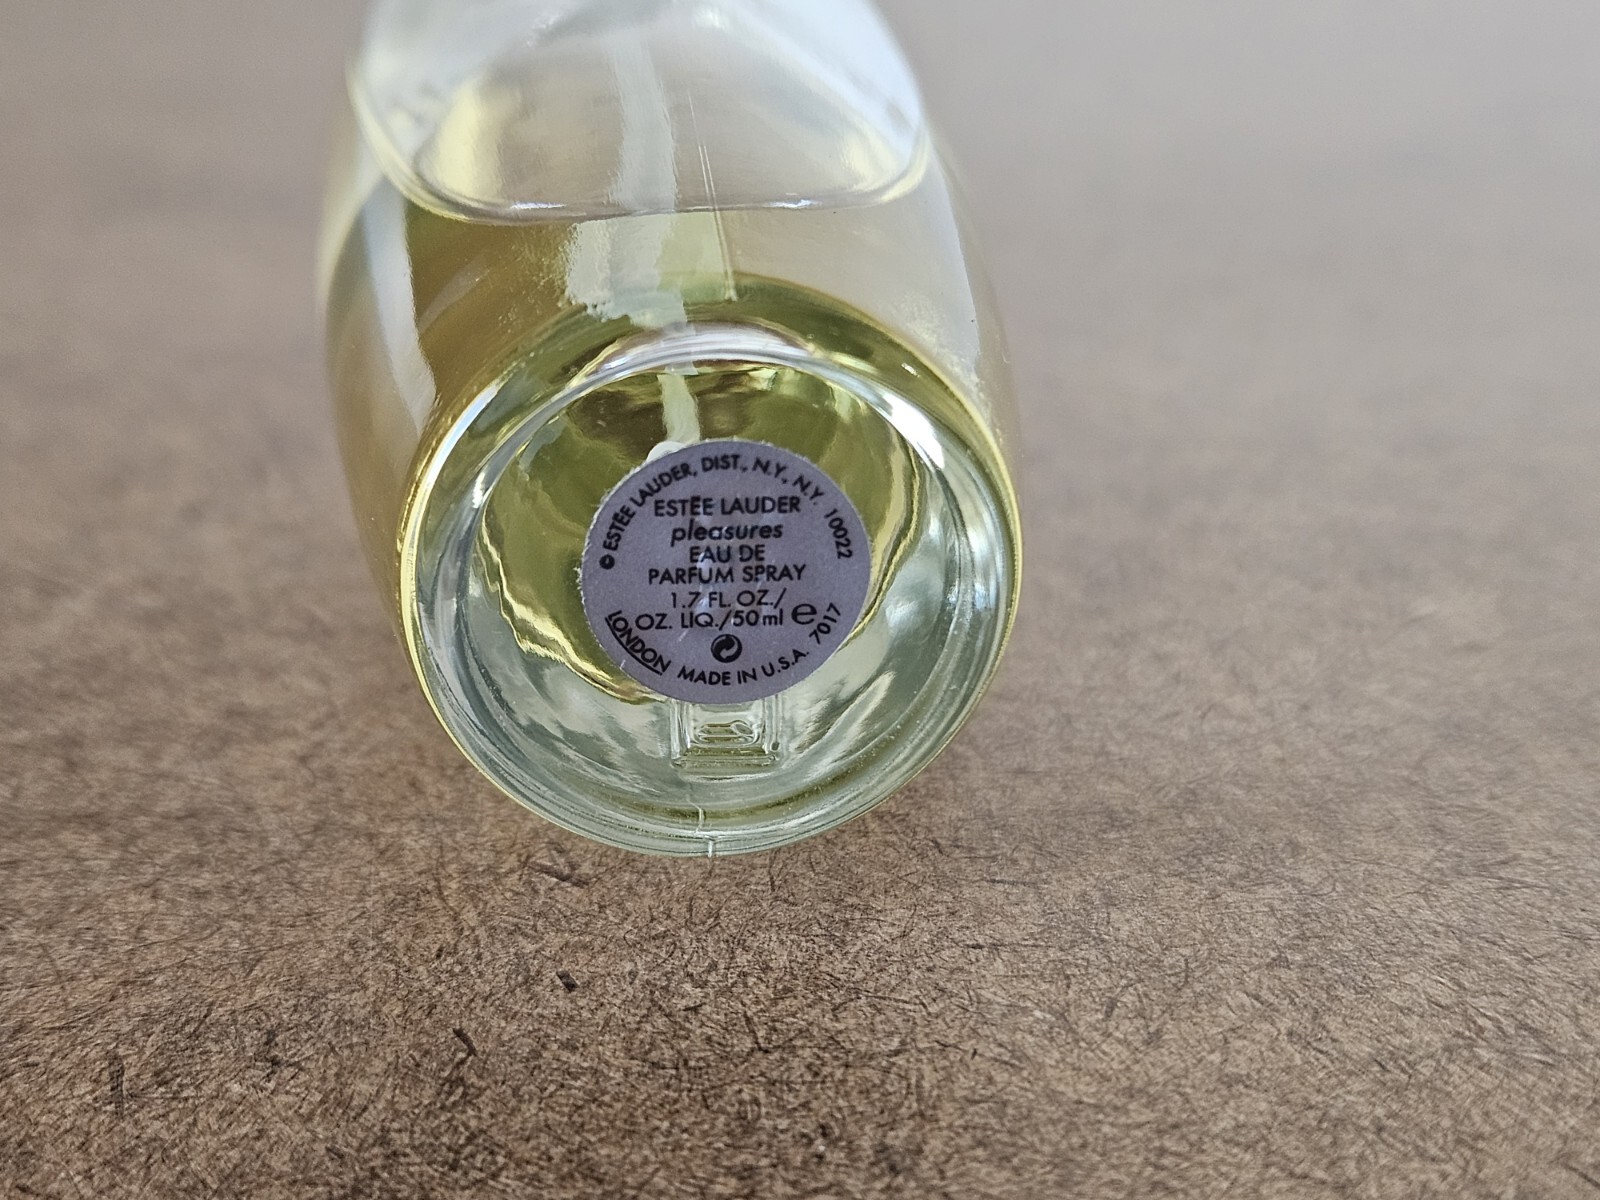 © ESTĒE LAUDER, DIST., N.Y., N.Y. 10022
ESTĒE LAUDER
pleasures
EAU DE
PARFUM SPRAY
1.7 FL. OZ./
OZ. LIQ./50 ml ℮
LONDON MADE IN U.S.A. 7017